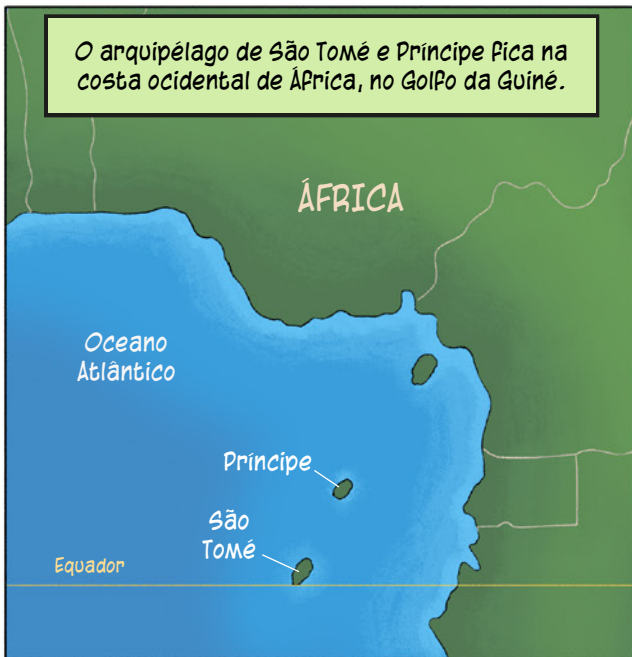 O arquipélago de São Tomé e Príncipe fica na
costa ocidental de África, no Golfo da Guiné.
ÁFRICA
Oceano
Atlântico
Príncipe
São
Tomé
Equador